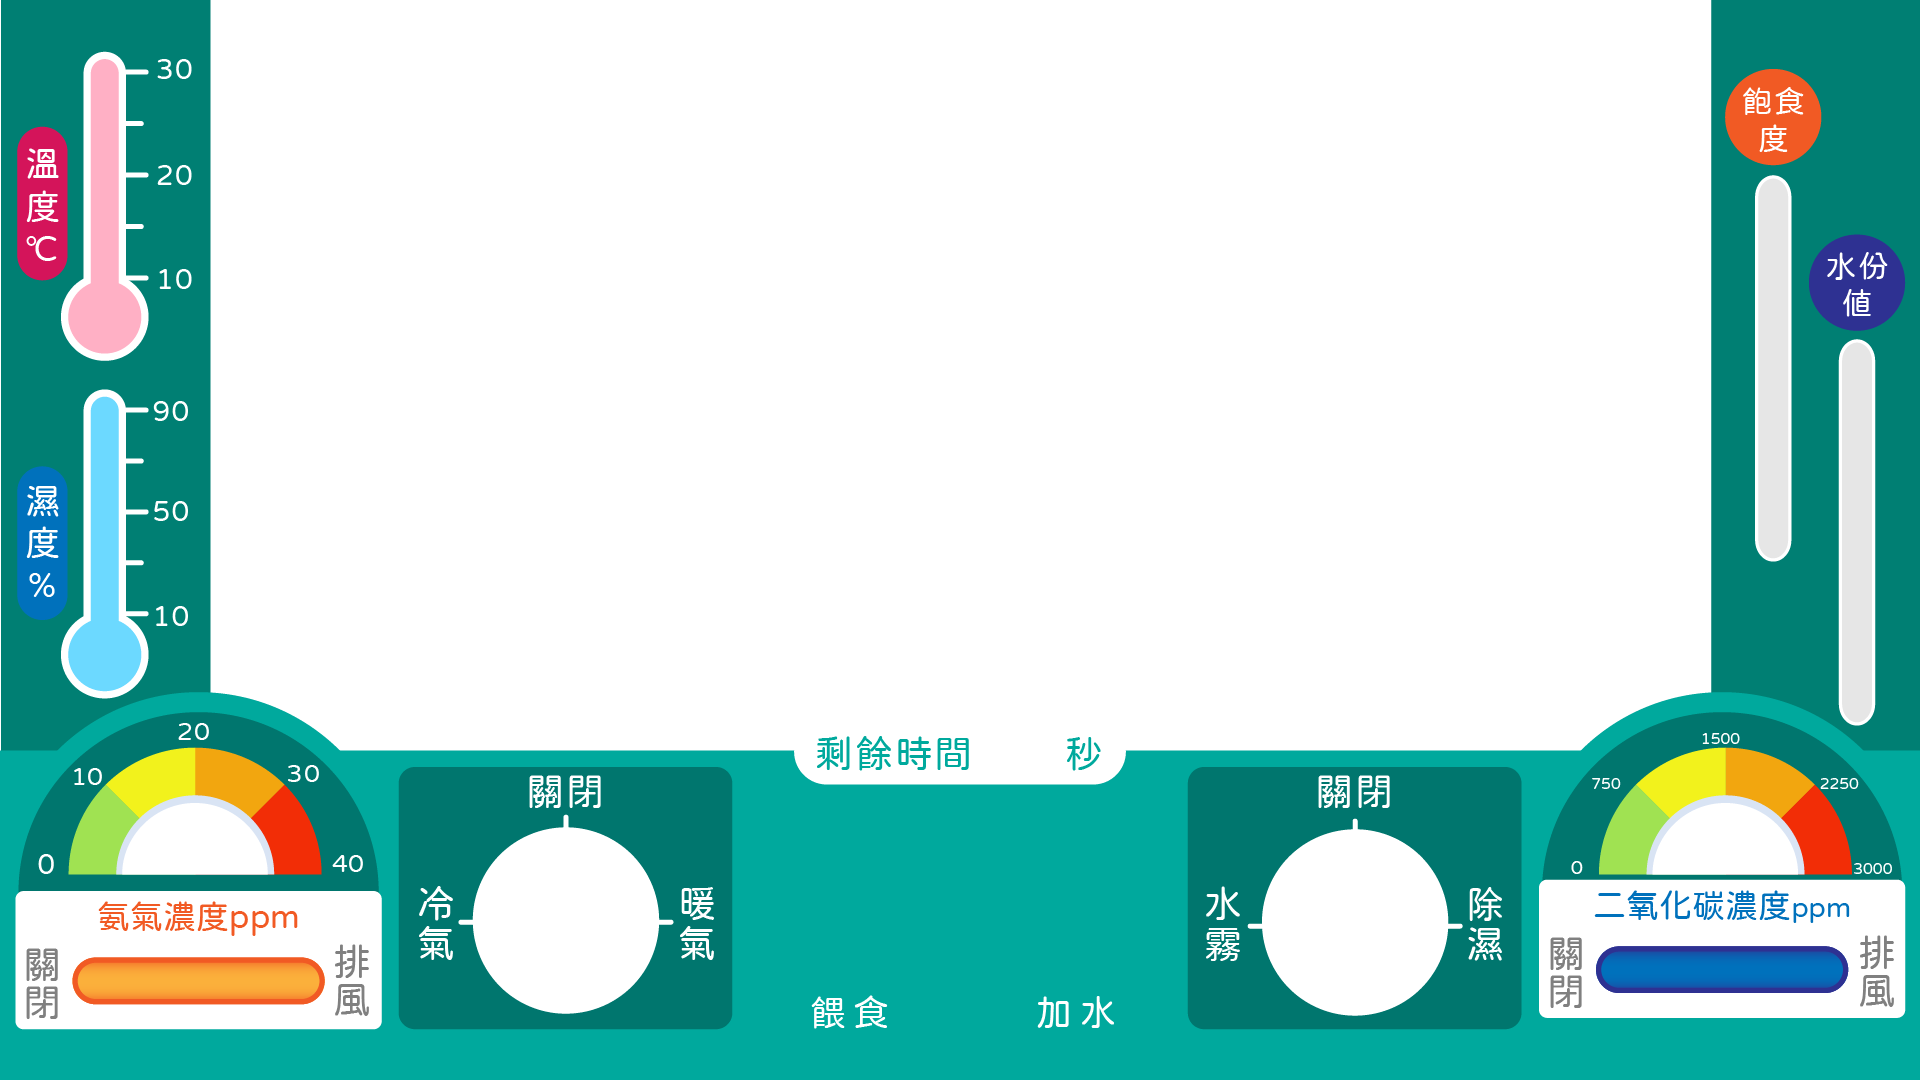 溫度℃
30
20
10
濕度%
90
50
10
飽食度
水份值
0
10
20
30
40
氨氣濃度ppm
關閉
排風
關閉
冷氣
暖氣
剩餘時間 秒
餵食
加水
關閉
水霧
除濕
0
750
1500
2250
3000
二氧化碳濃度ppm
關閉
排風